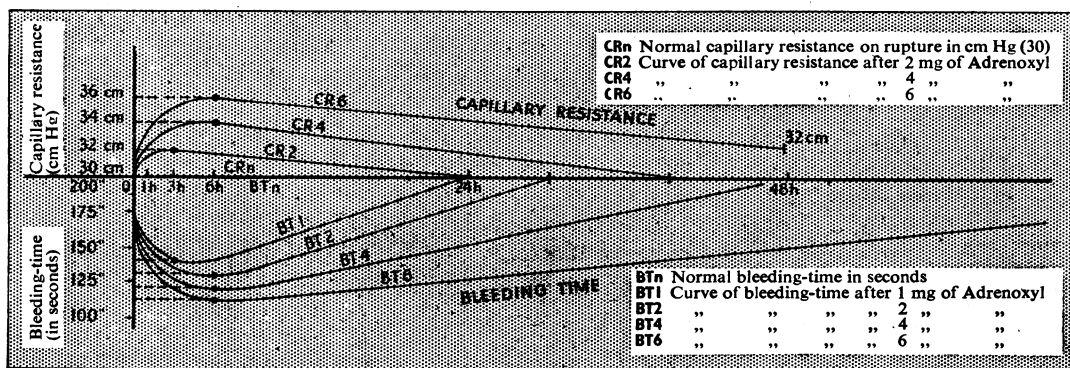 Capillary resistance
(cm Hg)
36 cm
34 cm
32 cm
30 cm
CRn Normal capillary resistance on rupture in cm Hg (30)
CR2 Curve of capillary resistance after 2 mg of Adrenoxyl
CR4 ,, ,, ,, ,, 4 ,, ,,
CR6 ,, ,, ,, ,, 6 ,, ,,
CR6
CAPILLARY RESISTANCE
CR4
32cm
CR2
CRn
200"
0 1h 3h 6h BTn 24h 48h
175"
150"
125"
100"
Bleeding-time
(in seconds)
BT1
BT2
BT4
BT6
BLEEDING TIME
BTn Normal bleeding-time in seconds
BT1 Curve of bleeding-time after 1 mg of Adrenoxyl
BT2 ,, ,, ,, ,, 2 ,, ,,
BT4 ,, ,, ,, ,, 4 ,, ,,
BT6 ,, ,, ,, ,, 6 ,, ,,